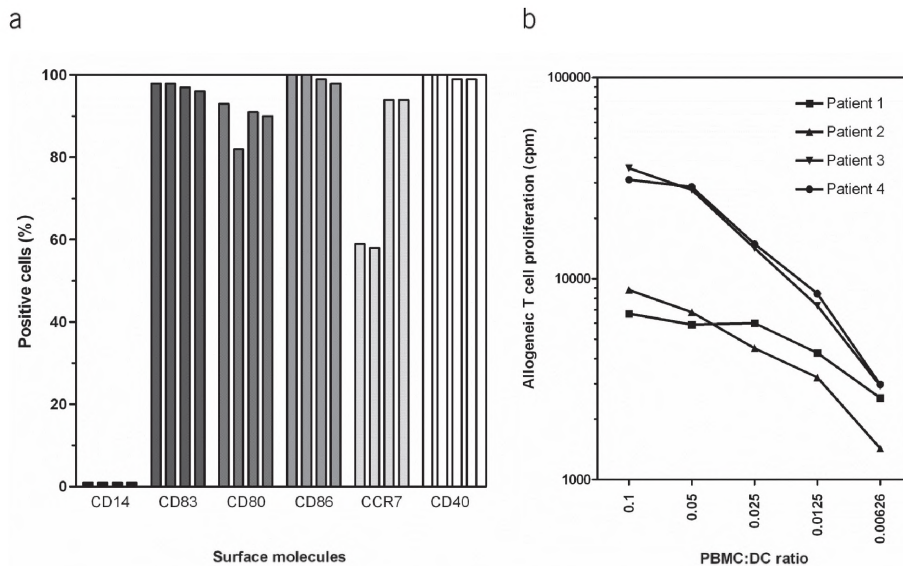 a
100
80
60
40
20
0
Positive cells (%)
CD14 CD83 CD80 CD86 CCR7 CD40
Surface molecules
b
100000
10000
1000
Allogeneic T cell proliferation (cpm)
Patient 1
Patient 2
Patient 3
Patient 4
0.1 0.05 0.025 0.0125 0.00626
PBMC:DC ratio